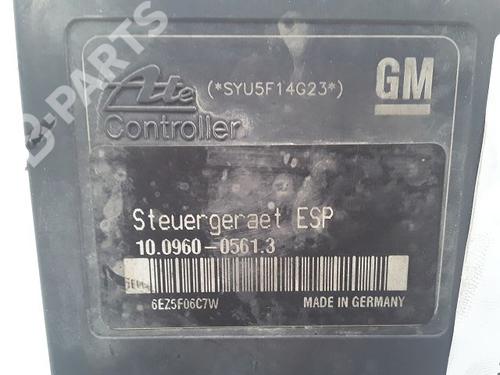 B-PARTS
Ate
(*SYU5F14G23*)
GM
Controller
Steuergeraet ESP
10.0960-0561.3
6EZ5F06C7W
MADE IN GERMANY